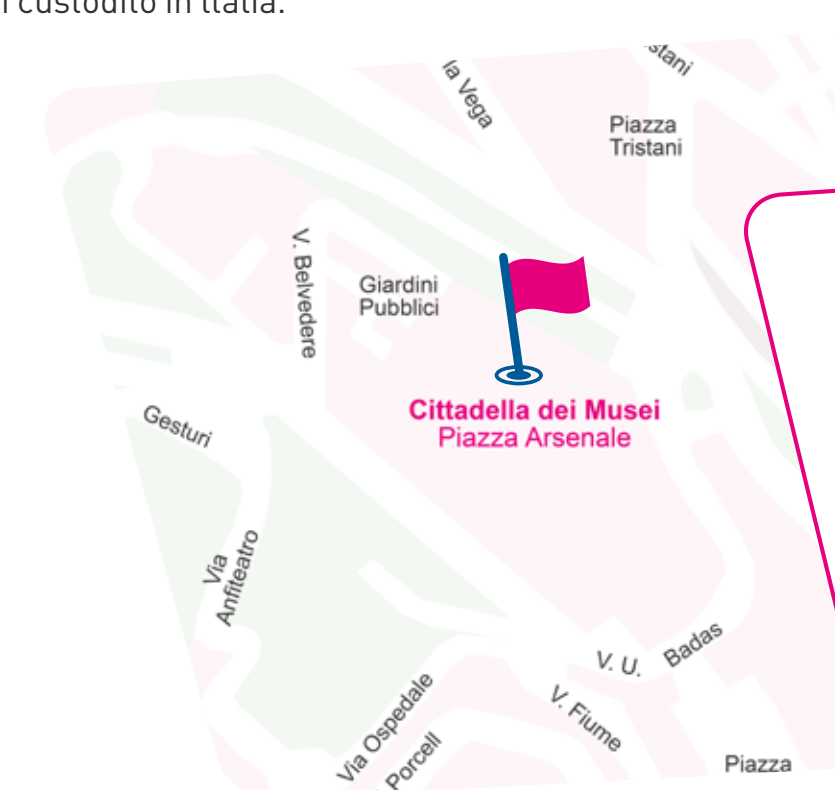 custodito in Italia.
stani
la Vega
Piazza
Tristani
V. Belvedere
Giardini
Pubblici
Cittadella dei Musei
Piazza Arsenale
Gesturi
Via
Anfiteatro
V. U. Badas
V. Fiume
Via Ospedale
Porcell
Piazza